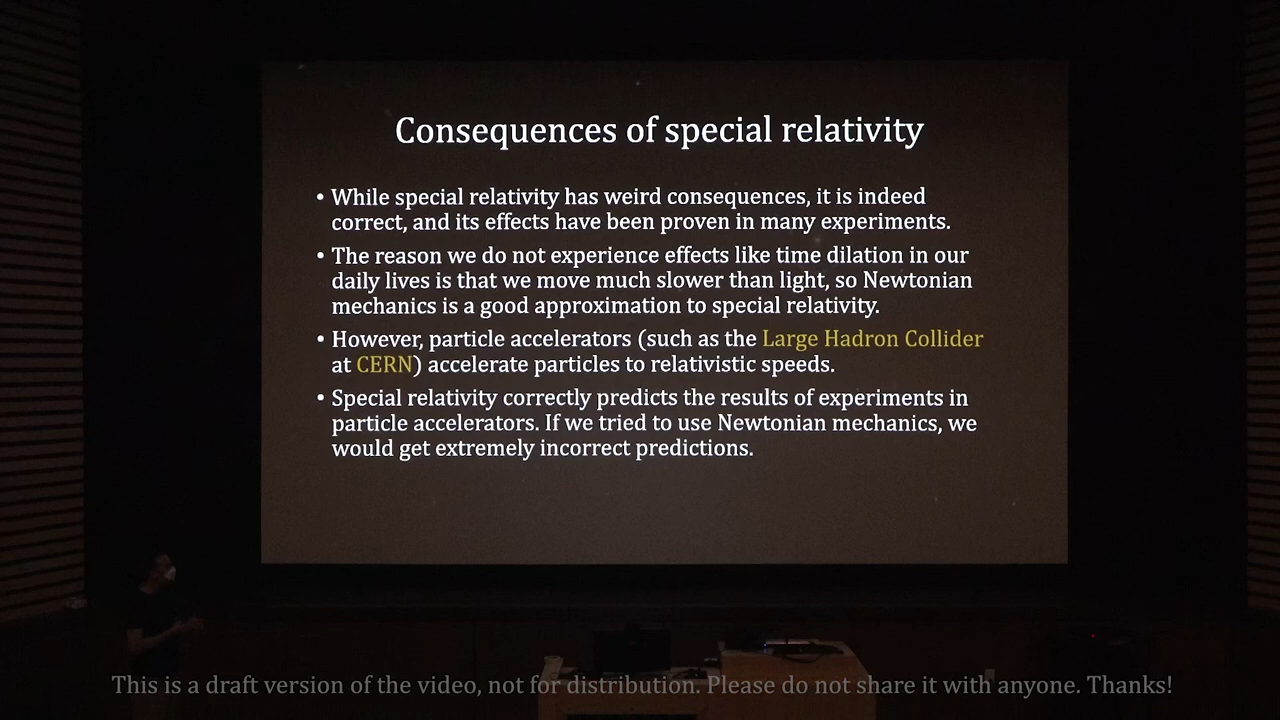 Consequences of special relativity
• While special relativity has weird consequences, it is indeed
correct, and its effects have been proven in many experiments.
• The reason we do not experience effects like time dilation in our
daily lives is that we move much slower than light, so Newtonian
mechanics is a good approximation to special relativity.
• However, particle accelerators (such as the Large Hadron Collider
at CERN) accelerate particles to relativistic speeds.
• Special relativity correctly predicts the results of experiments in
particle accelerators. If we tried to use Newtonian mechanics, we
would get extremely incorrect predictions.
This is a draft version of the video, not for distribution. Please do not share it with anyone. Thanks!